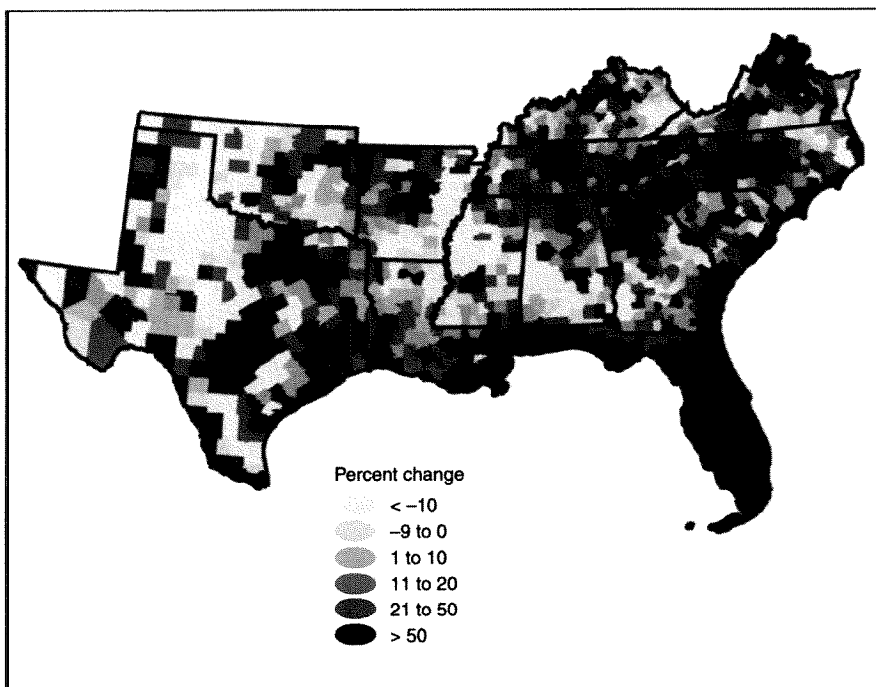 Percent change
< –10
–9 to 0
1 to 10
11 to 20
21 to 50
> 50